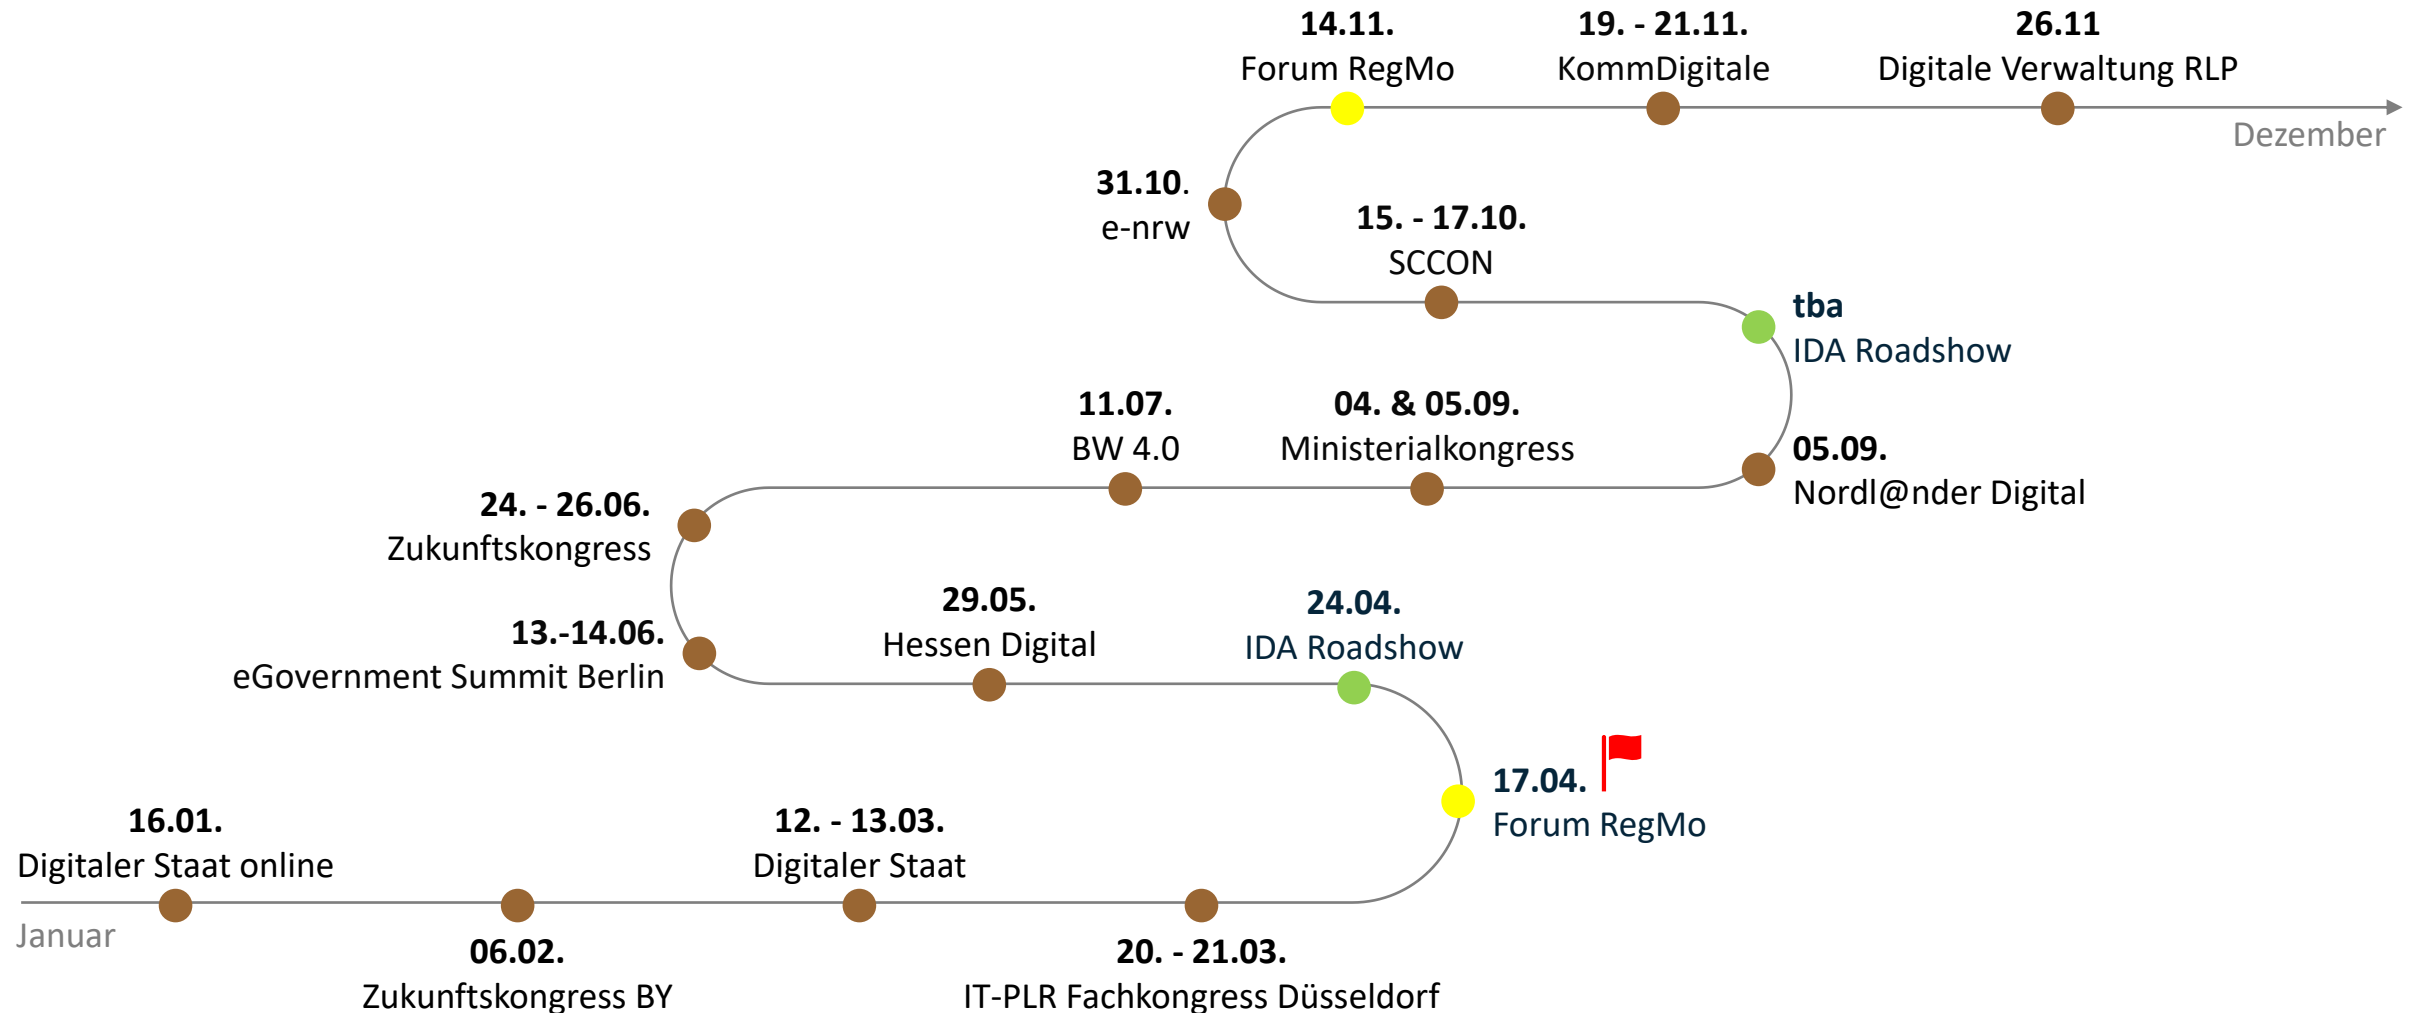 14.11.
Forum RegMo
19. - 21.11.
KommDigitale
26.11
Digitale Verwaltung RLP
Dezember
31.10.
e-nrw
15. - 17.10.
SCCON
tba
IDA Roadshow
11.07.
BW 4.0
04. & 05.09.
Ministerialkongress
05.09.
Nordl@nder Digital
24. - 26.06.
Zukunftskongress
13.-14.06.
eGovernment Summit Berlin
29.05.
Hessen Digital
24.04.
IDA Roadshow
17.04.
Forum RegMo
16.01.
Digitaler Staat online
12. - 13.03.
Digitaler Staat
Januar
06.02.
Zukunftskongress BY
20. - 21.03.
IT-PLR Fachkongress Düsseldorf